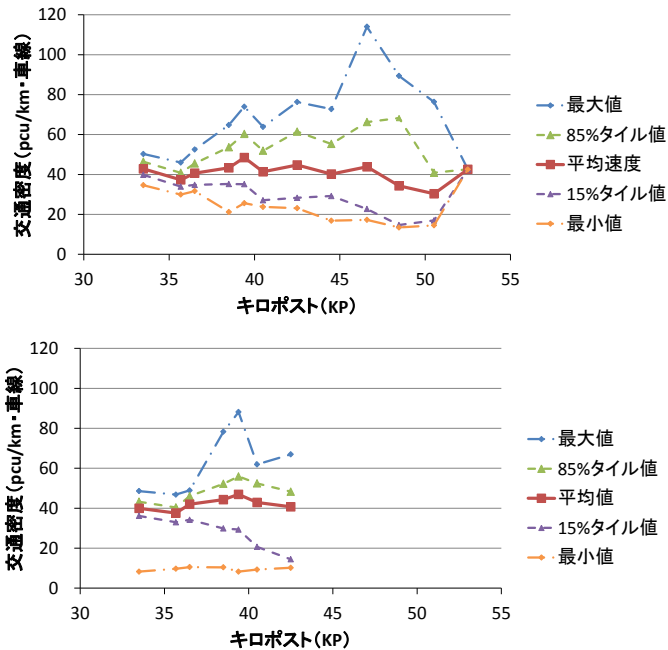 交通密度(pcu/km・車線)
120
100
80
60
40
20
0
30
35
40
45
50
55
キロポスト(KP)
最大値
85%タイル値
平均速度
15%タイル値
最小値
交通密度(pcu/km・車線)
120
100
80
60
40
20
0
30
35
40
45
50
55
キロポスト(KP)
最大値
85%タイル値
平均値
15%タイル値
最小値